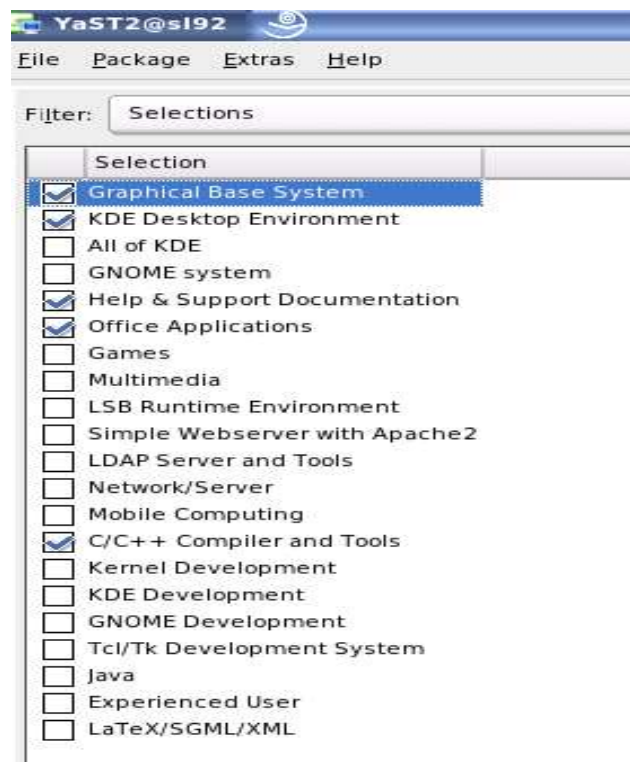 YaST2@sl92
File Package Extras Help
Filter: Selections
Selection
Graphical Base System
KDE Desktop Environment
All of KDE
GNOME system
Help & Support Documentation
Office Applications
Games
Multimedia
LSB Runtime Environment
Simple Webserver with Apache2
LDAP Server and Tools
Network/Server
Mobile Computing
C/C++ Compiler and Tools
Kernel Development
KDE Development
GNOME Development
Tcl/Tk Development System
Java
Experienced User
LaTeX/SGML/XML